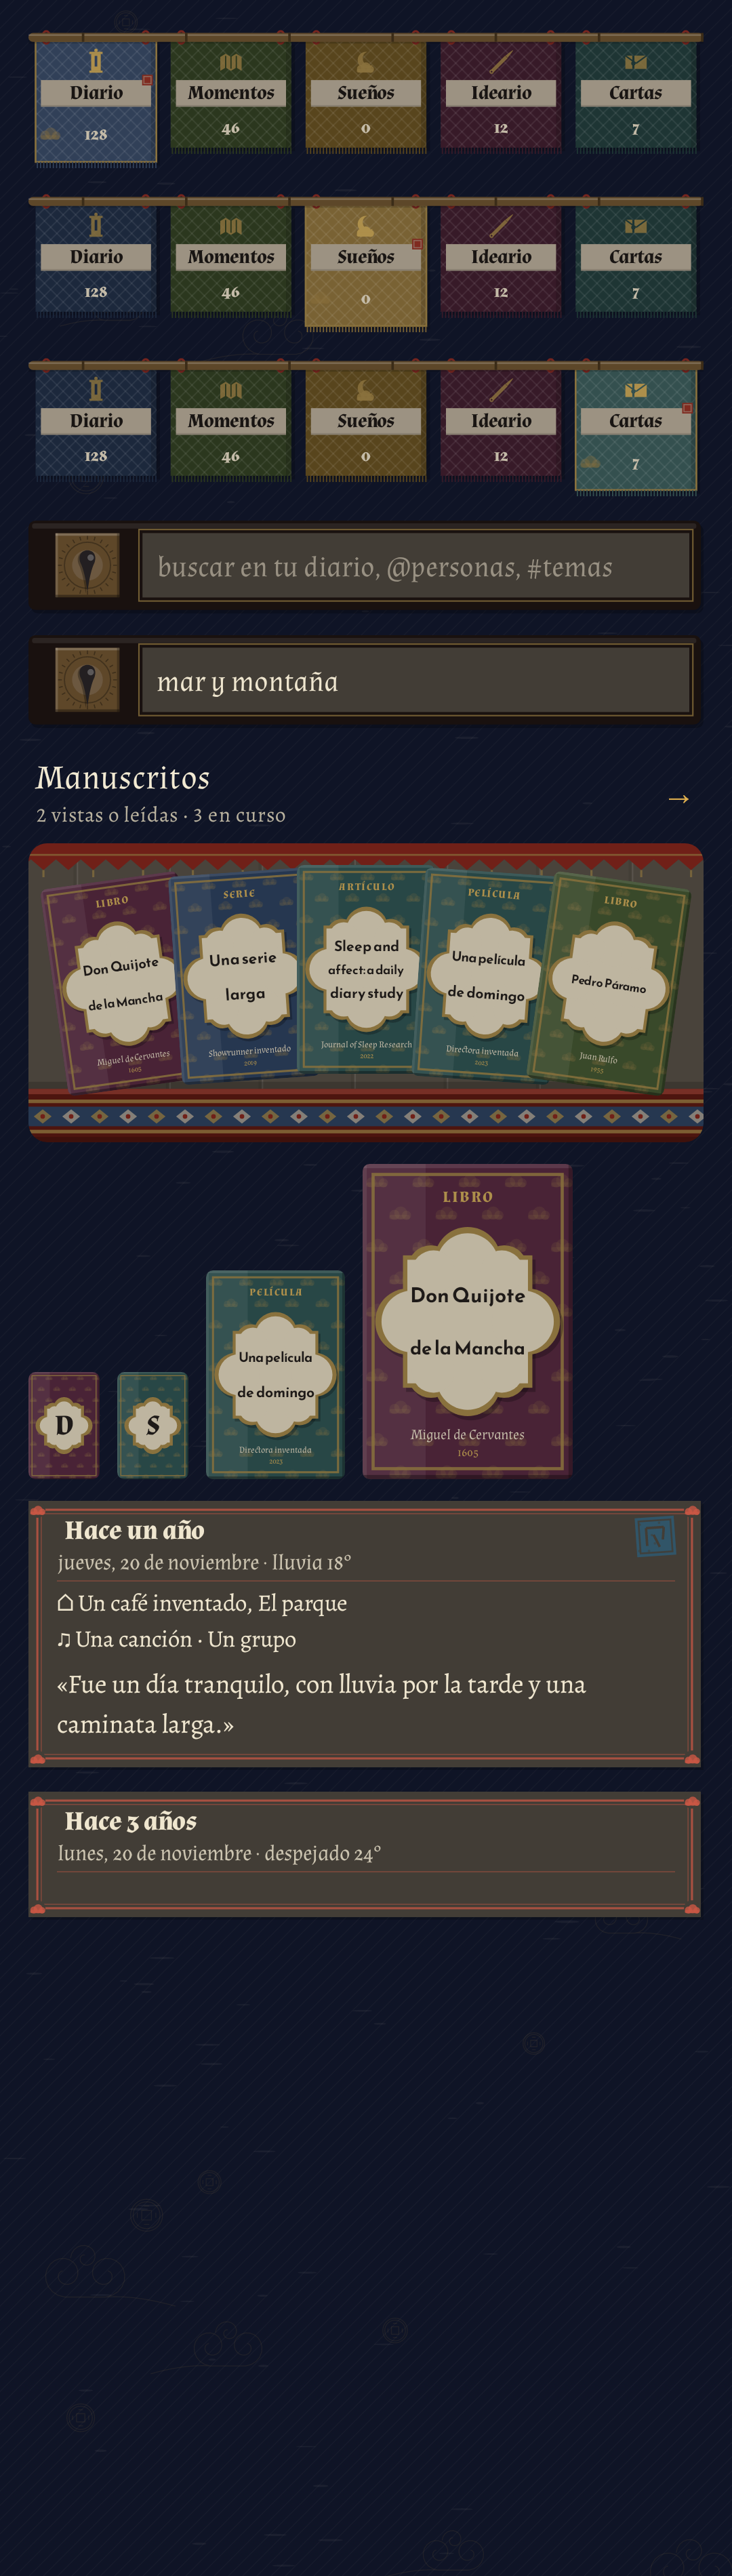 Diario Momentos Sueños Ideario Cartas
128 46 0 12 7
Diario Momentos Sueños Ideario Cartas
128 46 0 12 7
Diario Momentos Sueños Ideario Cartas
128 46 0 12 7
buscar en tu diario, @personas, #temas
mar y montaña
Manuscritos
→
2 vistas o leídas · 3 en curso
LIBRO
Don Quijote
de la Mancha
Miguel de Cervantes
1605
SERIE
Una serie
larga
Showrunner inventado
2019
ARTÍCULO
Sleep and
affect: a daily
diary study
Journal of Sleep Research
2022
PELÍCULA
Una película
de domingo
Directora inventada
2023
LIBRO
Pedro Páramo
Juan Rulfo
1955
D
S
PELÍCULA
Una película
de domingo
Directora inventada
2023
LIBRO
Don Quijote
de la Mancha
Miguel de Cervantes
1605
Hace un año
jueves, 20 de noviembre · lluvia 18°
Un café inventado, El parque
♫ Una canción · Un grupo
«Fue un día tranquilo, con lluvia por la tarde y una
caminata larga.»
Hace 3 años
lunes, 20 de noviembre · despejado 24°